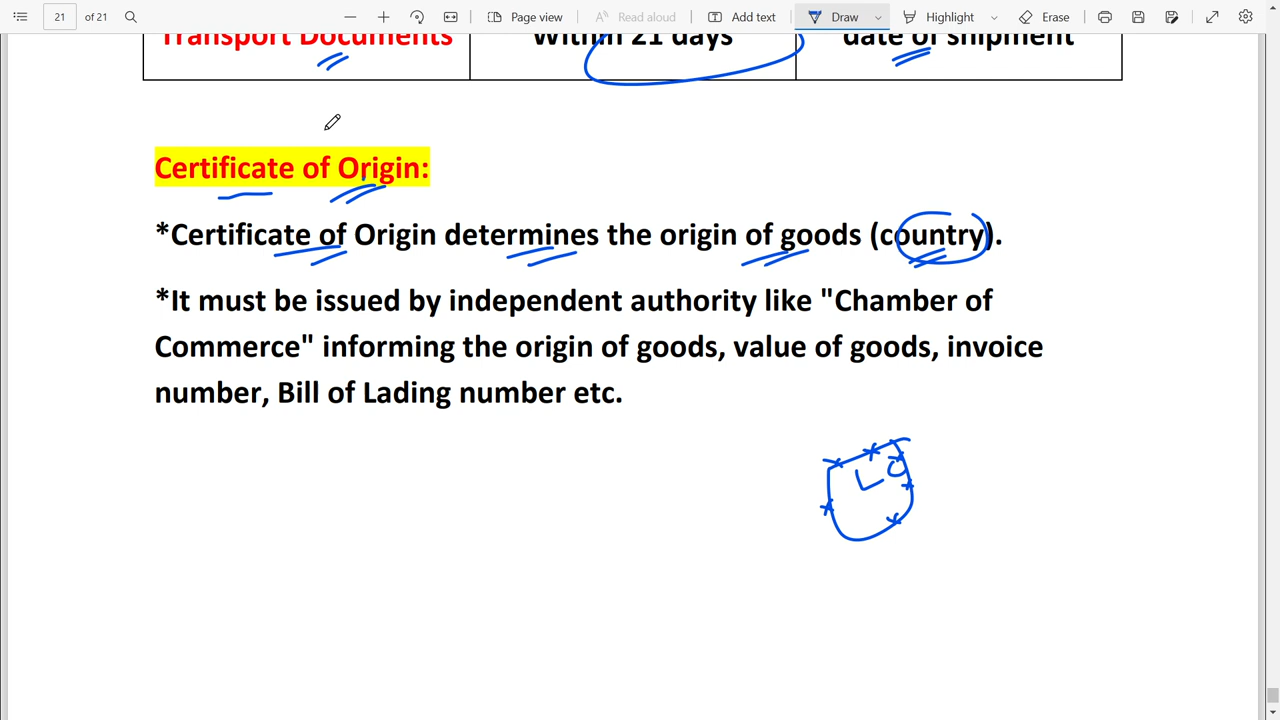 21 of 21 Page view Read aloud Add text Draw Highlight Erase
Transport Documents Within 21 days date of shipment
Certificate of Origin:
*Certificate of Origin determines the origin of goods (country).
*It must be issued by independent authority like "Chamber of
Commerce" informing the origin of goods, value of goods, invoice
number, Bill of Lading number etc.
LC